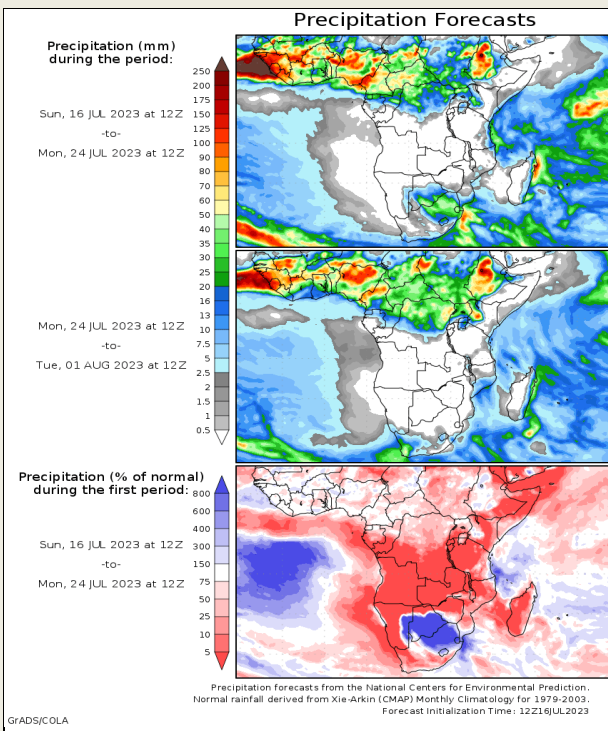 Precipitation Forecasts
Precipitation (mm)
during the period:
Sun, 16 JUL 2023 at 12Z
-to-
Mon, 24 JUL 2023 at 12Z
250
200
175
150
125
100
90
80
70
60
50
40
35
30
25
20
16
13
10
7.5
5
2.5
2
1.5
1
0.5
Mon, 24 JUL 2023 at 12Z
-to-
Tue, 01 AUG 2023 at 12Z
Precipitation (% of normal)
during the first period:
Sun, 16 JUL 2023 at 12Z
-to-
Mon, 24 JUL 2023 at 12Z
800
600
400
300
150
75
50
25
10
5
Precipitation forecasts from the National Centers for Environmental Prediction.
Normal rainfall derived from Xie-Arkin (CMAP) Monthly Climatology for 1979-2003.
Forecast Initialization Time: 12Z16JUL2023
GrADS/COLA